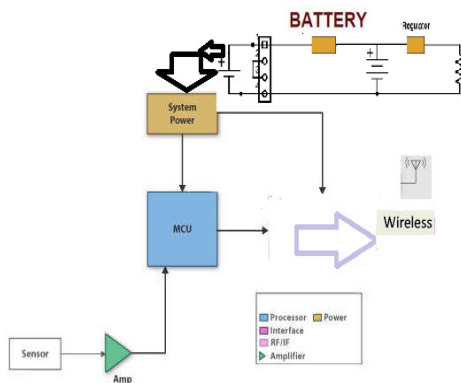 BATTERY
Regulator
+
+
System
Power
MCU
Wireless
Processor
Power
Interface
RF/IF
Amplifier
Sensor
Amp